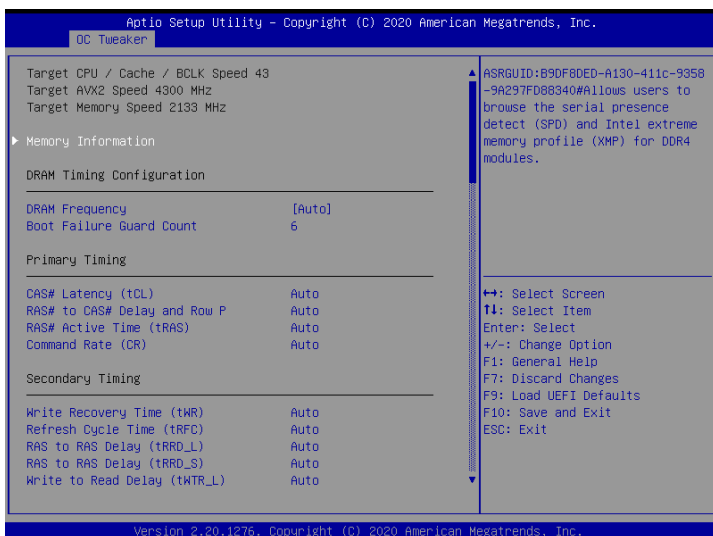 Aptio Setup Utility – Copyright (C) 2020 American Megatrends, Inc.
OC Tweaker
Target CPU / Cache / BCLK Speed 43
Target AVX2 Speed 4300 MHz
Target Memory Speed 2133 MHz
Memory Information
DRAM Timing Configuration
DRAM Frequency [Auto]
Boot Failure Guard Count 6
Primary Timing
CAS# Latency (tCL) Auto
RAS# to CAS# Delay and Row P Auto
RAS# Active Time (tRAS) Auto
Command Rate (CR) Auto
Secondary Timing
Write Recovery Time (tWR) Auto
Refresh Cycle Time (tRFC) Auto
RAS to RAS Delay (tRRD_L) Auto
RAS to RAS Delay (tRRD_S) Auto
Write to Read Delay (tWTR_L) Auto
ASRGUID:B9DF8DED-A130-411c-9358
-9A297FD88340#Allows users to
browse the serial presence
detect (SPD) and Intel extreme
memory profile (XMP) for DDR4
modules.
↔: Select Screen
↑↓: Select Item
Enter: Select
+/-: Change Option
F1: General Help
F7: Discard Changes
F9: Load UEFI Defaults
F10: Save and Exit
ESC: Exit
Version 2.20.1276. Copyright (C) 2020 American Megatrends, Inc.